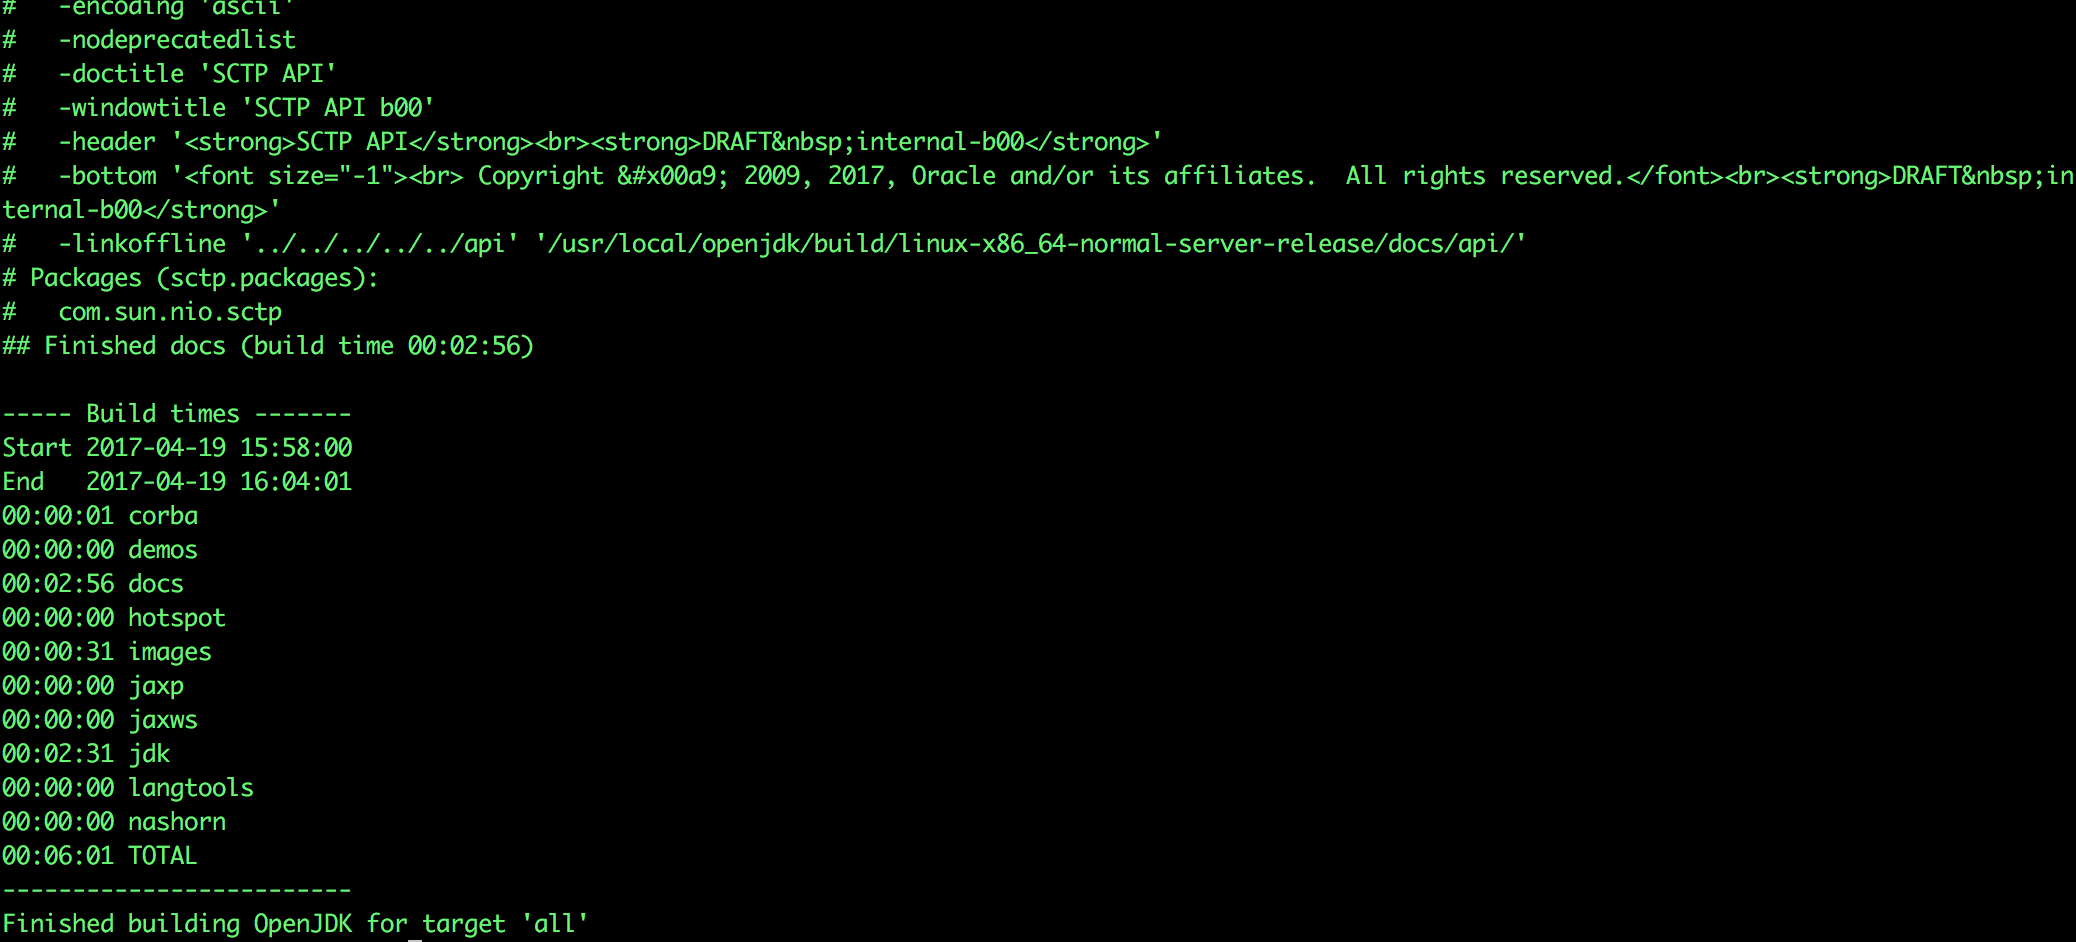 #   -encoding 'ascii'
#   -nodeprecatedlist
#   -doctitle 'SCTP API'
#   -windowtitle 'SCTP API b00'
#   -header '<strong>SCTP API</strong><br><strong>DRAFT&nbsp;internal-b00</strong>'
#   -bottom '<font size="-1"><br> Copyright &#x00a9; 2009, 2017, Oracle and/or its affiliates.  All rights reserved.</font><br><strong>DRAFT&nbsp;in
ternal-b00</strong>'
#   -linkoffline '../../../../../api' '/usr/local/openjdk/build/linux-x86_64-normal-server-release/docs/api/'
# Packages (sctp.packages):
#   com.sun.nio.sctp
## Finished docs (build time 00:02:56)

----- Build times -------
Start 2017-04-19 15:58:00
End   2017-04-19 16:04:01
00:00:01 corba
00:00:00 demos
00:02:56 docs
00:00:00 hotspot
00:00:31 images
00:00:00 jaxp
00:00:00 jaxws
00:02:31 jdk
00:00:00 langtools
00:00:00 nashorn
00:06:01 TOTAL
-------------------------
Finished building OpenJDK for target 'all'